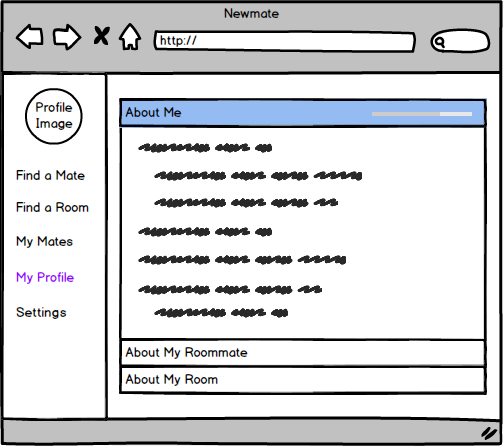 Newmate
http://
Profile
Image
Find a Mate
Find a Room
My Mates
My Profile
Settings
About Me
About My Roommate
About My Room